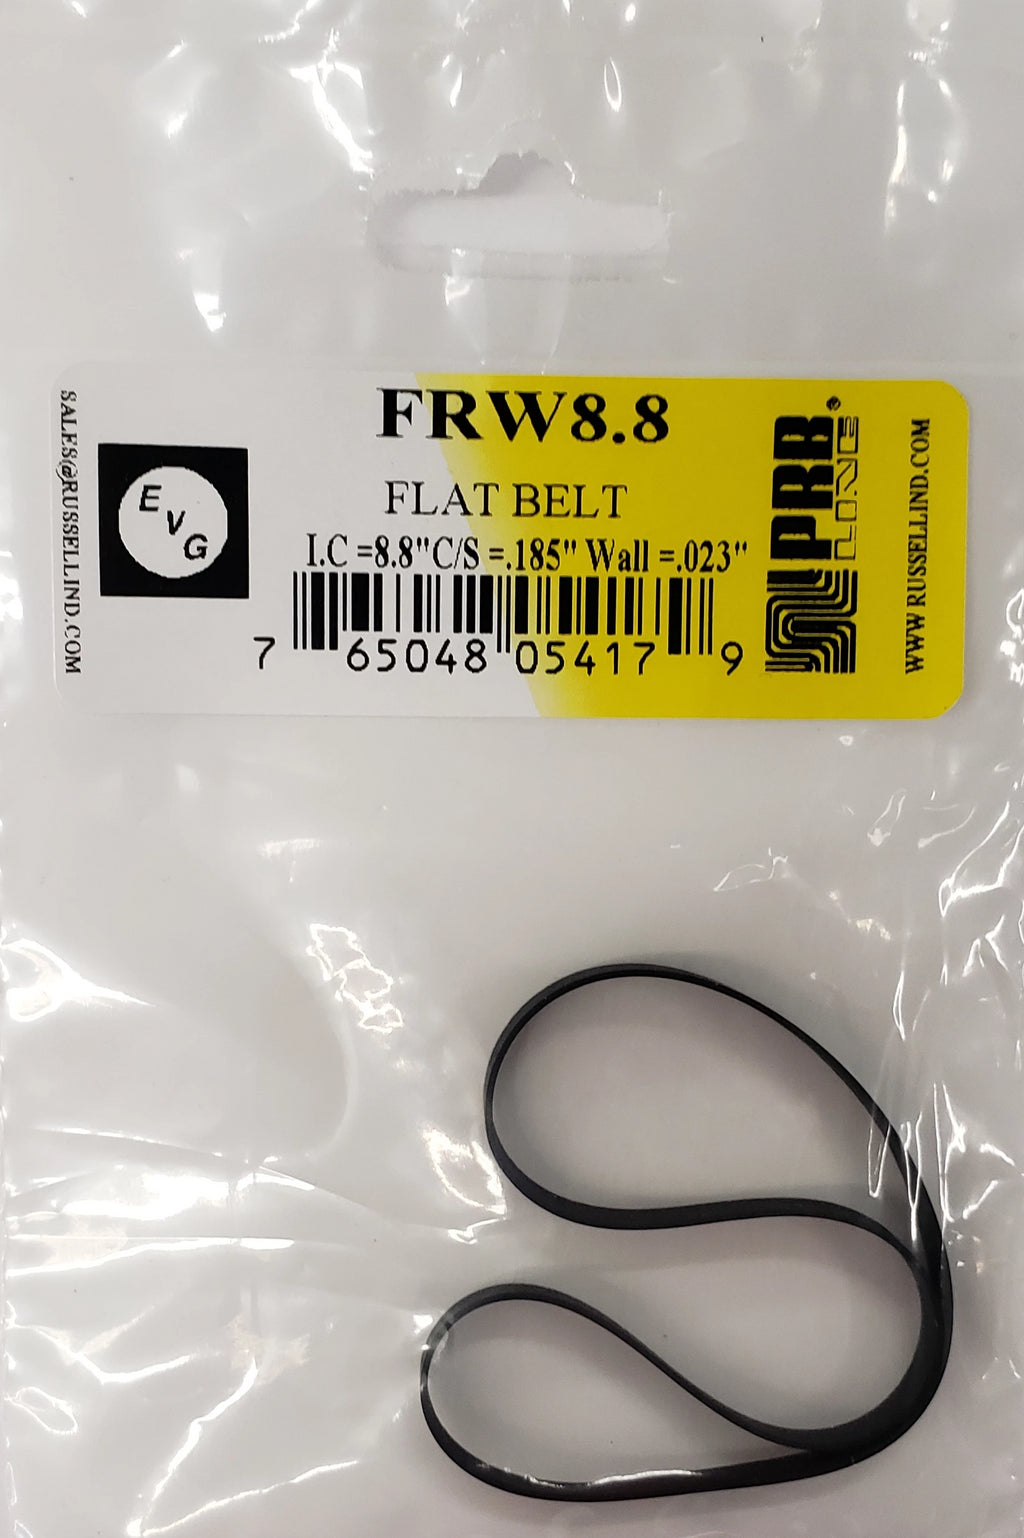 FRW8.8
FLAT BELT
I.C =8.8"C/S =.185" Wall =.023"
7 65048 05417 9
SALES@RUSSELLIND.COM
E
V
G
PRB®
LINE
WWW.RUSSELLIND.COM